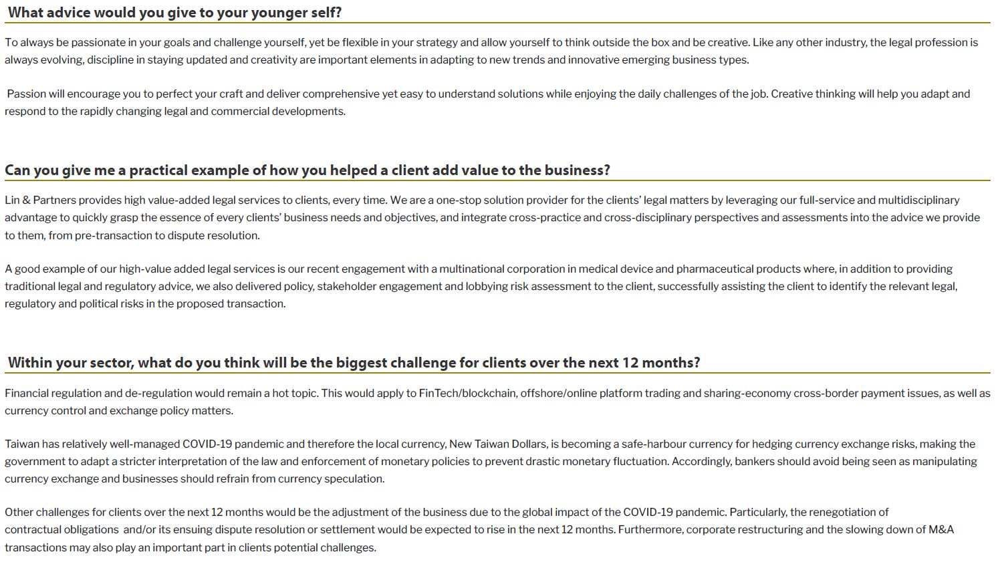 What advice would you give to your younger self?
To always be passionate in your goals and challenge yourself, yet be flexible in your strategy and allow yourself to think outside the box and be creative. Like any other industry, the legal profession is
always evolving, discipline in staying updated and creativity are important elements in adapting to new trends and innovative emerging business types.
Passion will encourage you to perfect your craft and deliver comprehensive yet easy to understand solutions while enjoying the daily challenges of the job. Creative thinking will help you adapt and
respond to the rapidly changing legal and commercial developments.
Can you give me a practical example of how you helped a client add value to the business?
Lin & Partners provides high value-added legal services to clients, every time. We are a one-stop solution provider for the clients’ legal matters by leveraging our full-service and multidisciplinary
advantage to quickly grasp the essence of every clients’ business needs and objectives, and integrate cross-practice and cross-disciplinary perspectives and assessments into the advice we provide
to them, from pre-transaction to dispute resolution.
A good example of our high-value added legal services is our recent engagement with a multinational corporation in medical device and pharmaceutical products where, in addition to providing
traditional legal and regulatory advice, we also delivered policy, stakeholder engagement and lobbying risk assessment to the client, successfully assisting the client to identify the relevant legal,
regulatory and political risks in the proposed transaction.
Within your sector, what do you think will be the biggest challenge for clients over the next 12 months?
Financial regulation and de-regulation would remain a hot topic. This would apply to FinTech/blockchain, offshore/online platform trading and sharing-economy cross-border payment issues, as well as
currency control and exchange policy matters.
Taiwan has relatively well-managed COVID-19 pandemic and therefore the local currency, New Taiwan Dollars, is becoming a safe-harbour currency for hedging currency exchange risks, making the
government to adapt a stricter interpretation of the law and enforcement of monetary policies to prevent drastic monetary fluctuation. Accordingly, bankers should avoid being seen as manipulating
currency exchange and businesses should refrain from currency speculation.
Other challenges for clients over the next 12 months would be the adjustment of the business due to the global impact of the COVID-19 pandemic. Particularly, the renegotiation of
contractual obligations and/or its ensuing dispute resolution or settlement would be expected to rise in the next 12 months. Furthermore, corporate restructuring and the slowing down of M&A
transactions may also play an important part in clients potential challenges.